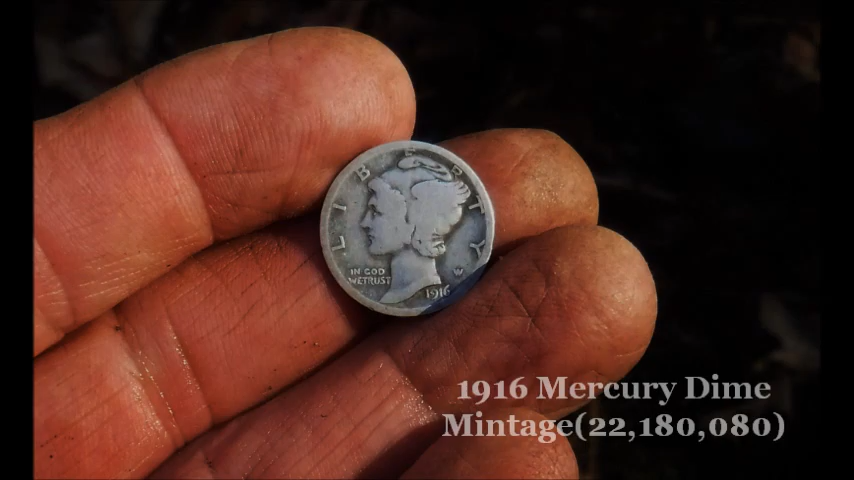 LIBERTY
IN GOD
WE TRUST
1916
W
1916 Mercury Dime
Mintage(22,180,080)